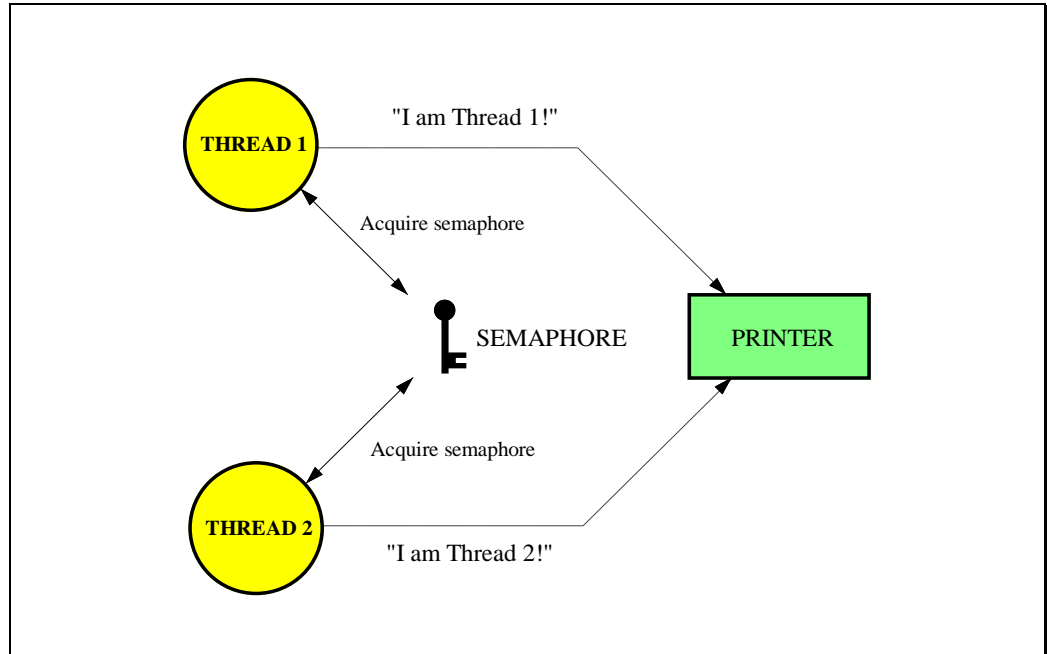 "I am Thread 1!"
THREAD 1
Acquire semaphore
SEMAPHORE
PRINTER
Acquire semaphore
THREAD 2
"I am Thread 2!"